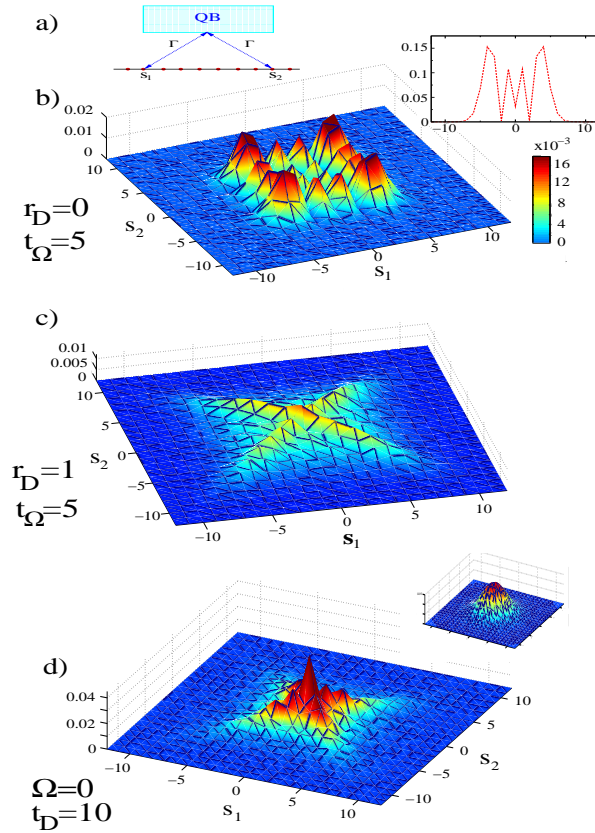 a)
QB
Γ Γ
s1 s2
0.15
0.1
0.05
0
−10 0 10
b)
0.02
0.01
0
10
5
0
−5
−10
s2
−10 −5 0 5 10
s1
rD=0
tΩ=5
x10−3
16
12
8
4
0
c)
0.01
0.005
0
10
5
0
−5
−10
s2
−10 −5 0 5 10
s1
rD=1
tΩ=5
d)
0.04
0.02
0
−10 −5 0 5 10
s1
10
5
0
−5
−10
s2
Ω=0
tD=10